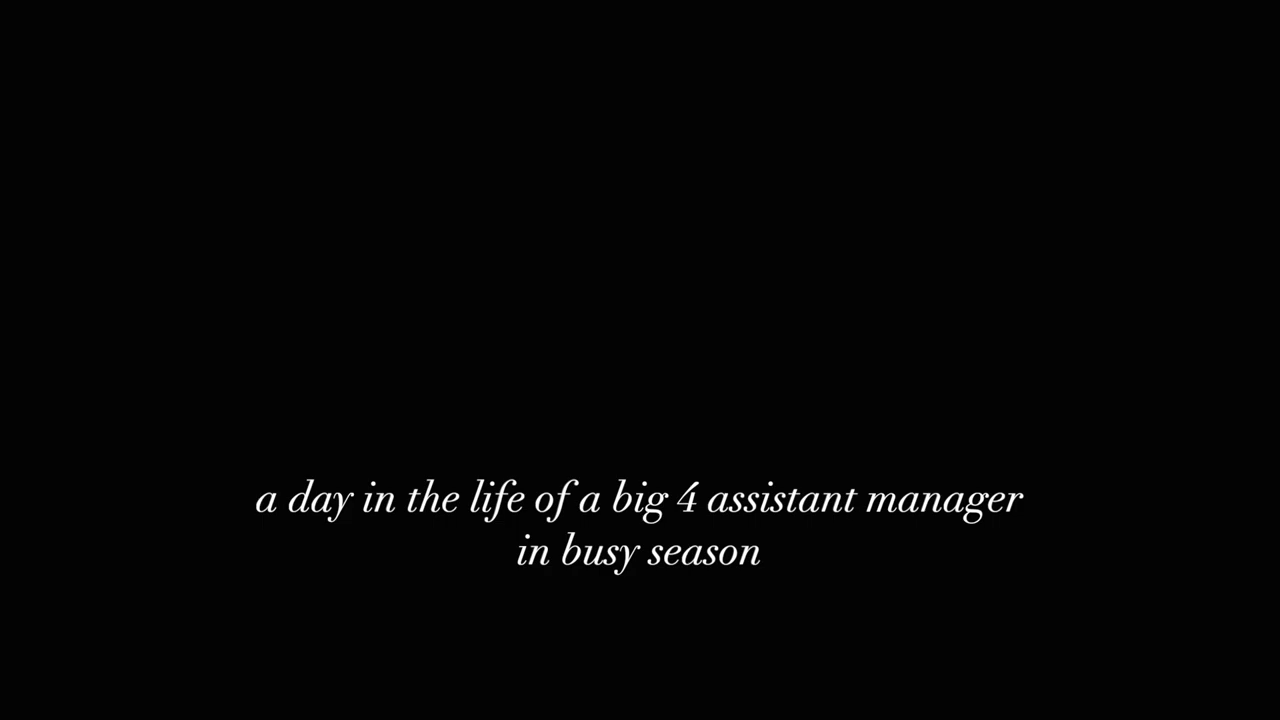 a day in the life of a big 4 assistant manager
in busy season